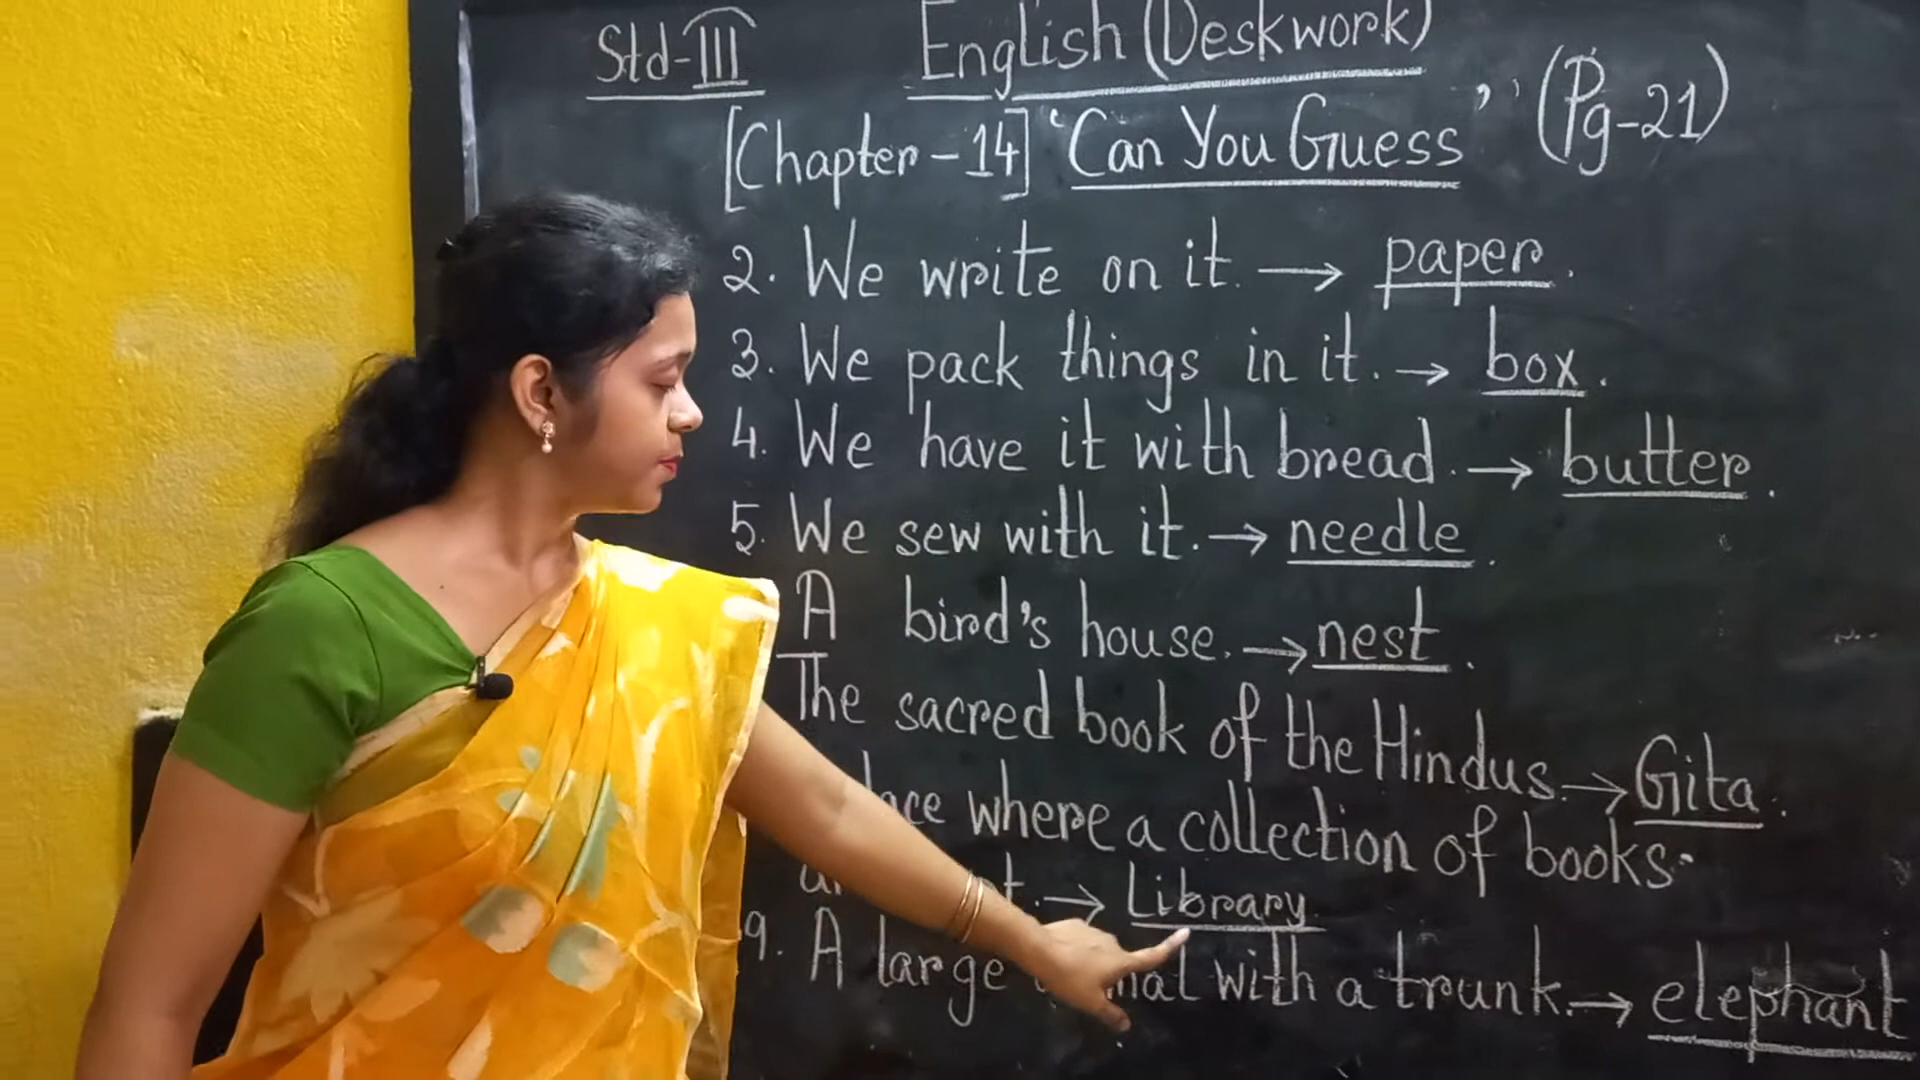 Std-III English (Deskwork)
[Chapter-14] 'Can You Guess' (Pg-21)
2. We write on it. → paper.
3. We pack things in it. → box.
4. We have it with bread. → butter.
5. We sew with it. → needle.
A bird's house. → nest.
The sacred book of the Hindus. → Gita.
where a collection of books.
→ Library.
9. A large with a trunk. → elephant